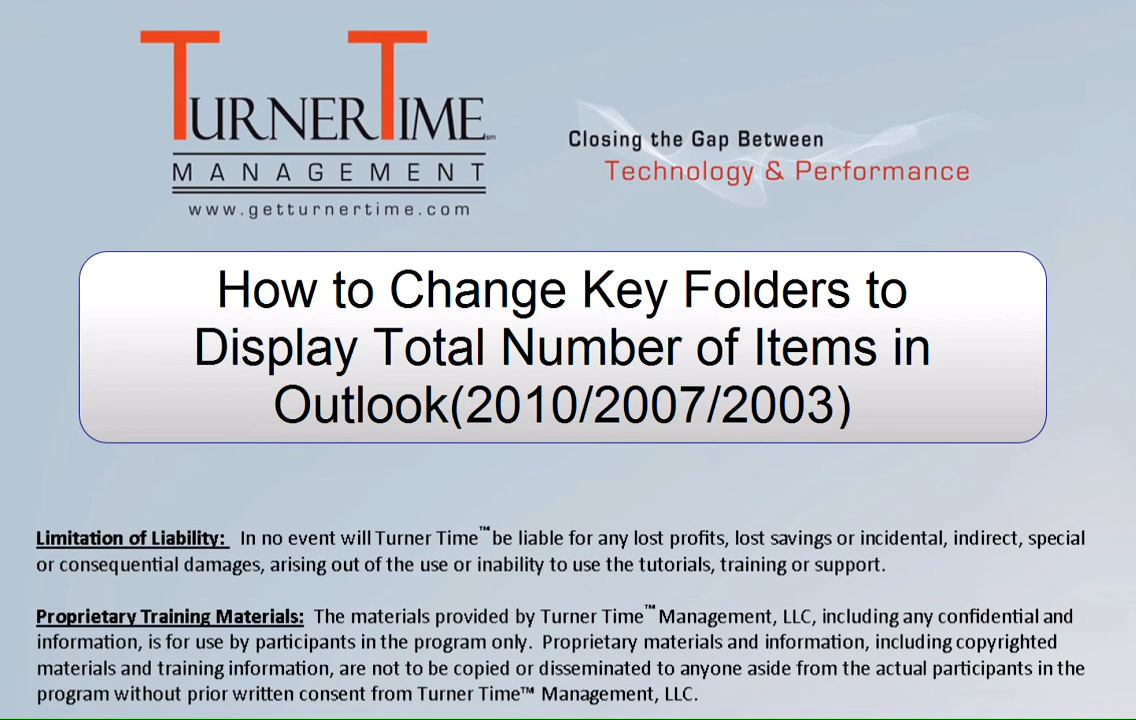 TURNER TIME sm
MANAGEMENT
www.getturnertime.com
Closing the Gap Between
Technology & Performance
How to Change Key Folders to
Display Total Number of Items in
Outlook(2010/2007/2003)
Limitation of Liability: In no event will Turner Time™ be liable for any lost profits, lost savings or incidental, indirect, special
or consequential damages, arising out of the use or inability to use the tutorials, training or support.
Proprietary Training Materials: The materials provided by Turner Time™ Management, LLC, including any confidential and
information, is for use by participants in the program only. Proprietary materials and information, including copyrighted
materials and training information, are not to be copied or disseminated to anyone aside from the actual participants in the
program without prior written consent from Turner Time™ Management, LLC.